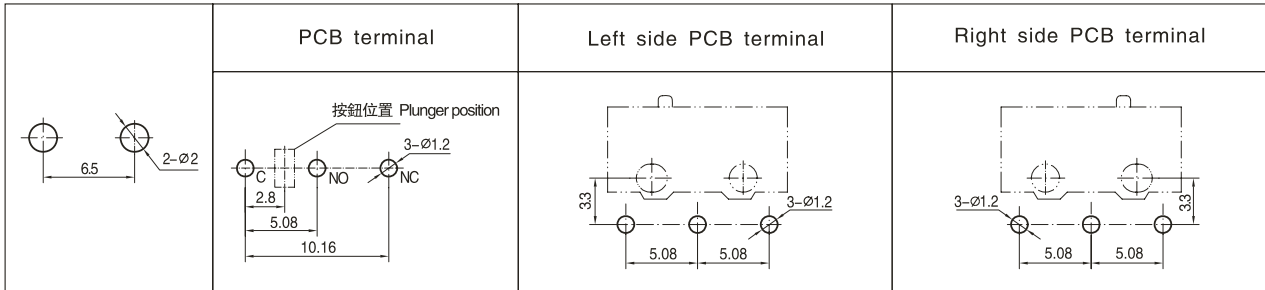 PCB terminal
Left side PCB terminal
Right side PCB terminal
6.5
2-Ø2
按鈕位置 Plunger position
3-Ø1.2
C
NO
NC
2.8
5.08
10.16
3.3
3-Ø1.2
5.08
5.08
3-Ø1.2
3.3
5.08
5.08